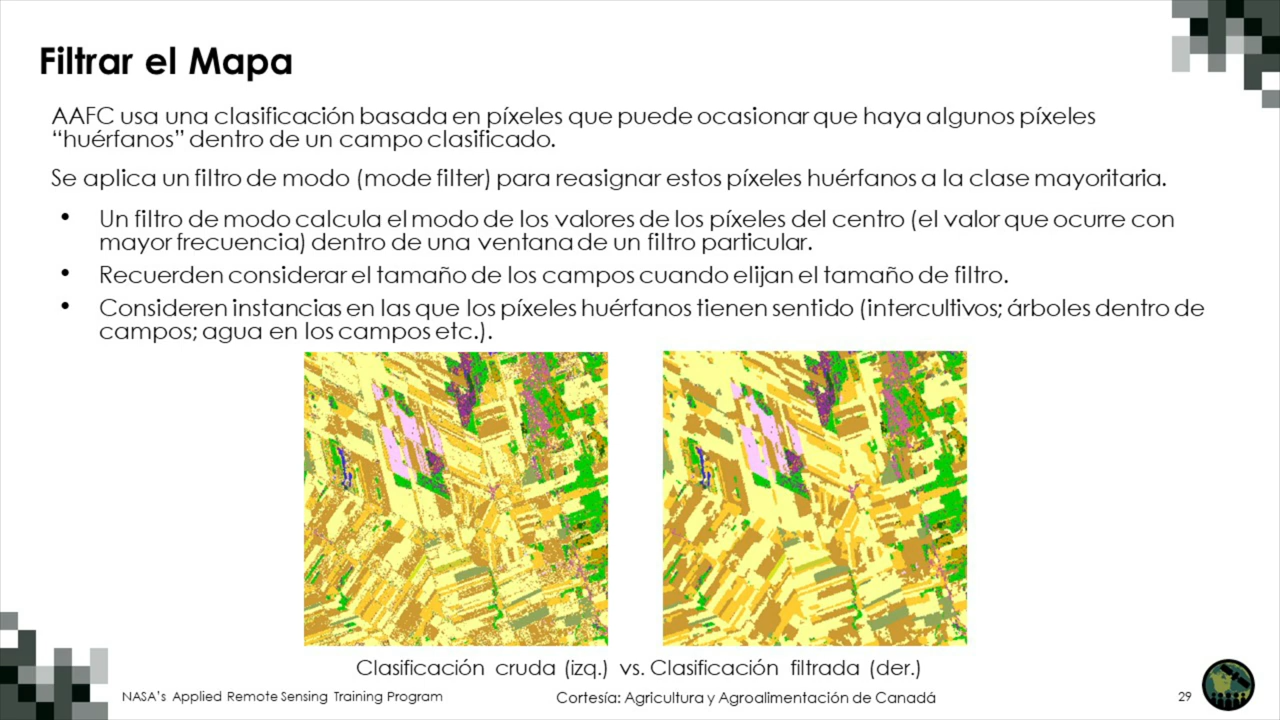 Filtrar el Mapa
AAFC usa una clasificación basada en píxeles que puede ocasionar que haya algunos píxeles
“huérfanos” dentro de un campo clasificado.
Se aplica un filtro de modo (mode filter) para reasignar estos píxeles huérfanos a la clase mayoritaria.
• Un filtro de modo calcula el modo de los valores de los píxeles del centro (el valor que ocurre con
mayor frecuencia) dentro de una ventana de un filtro particular.
• Recuerden considerar el tamaño de los campos cuando elijan el tamaño de filtro.
• Consideren instancias en las que los píxeles huérfanos tienen sentido (intercultivos; árboles dentro de
campos; agua en los campos etc.).
Clasificación cruda (izq.) vs. Clasificación filtrada (der.)
NASA’s Applied Remote Sensing Training Program
Cortesía: Agricultura y Agroalimentación de Canadá
29